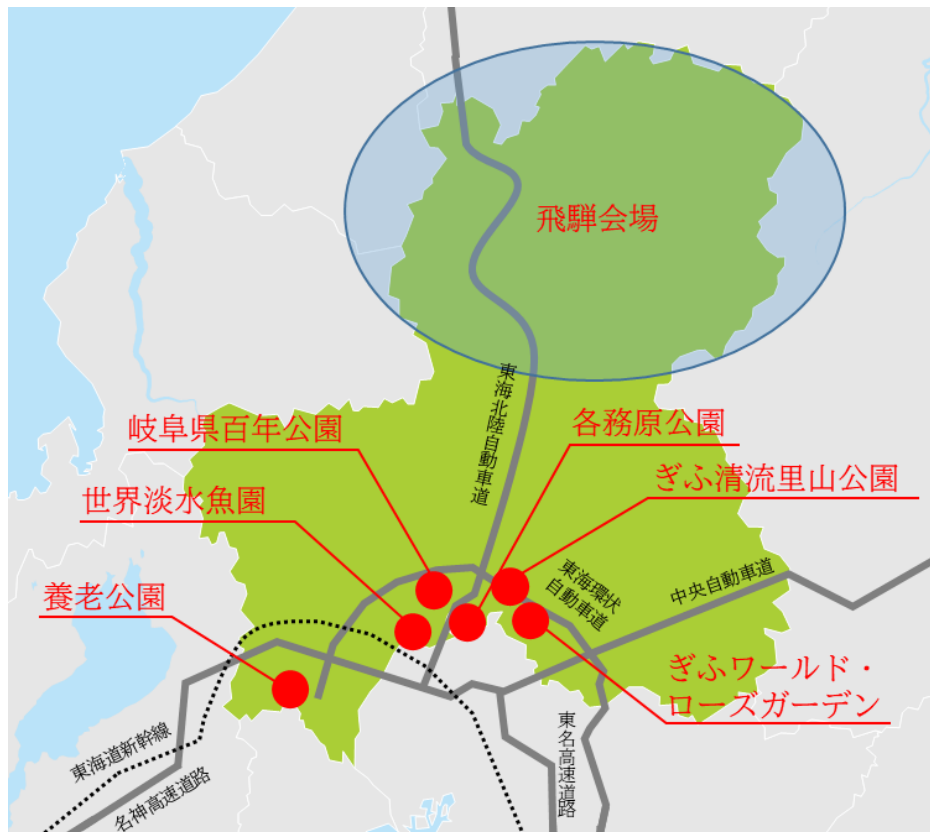 飛騨会場
東海北陸自動車道
岐阜県百年公園
各務原公園
世界淡水魚園
ぎふ清流里山公園
養老公園
東海環状
自動車道
中央自動車道
ぎふワールド・
ローズガーデン
東海道新幹線
名神高速道路
東名高速道路